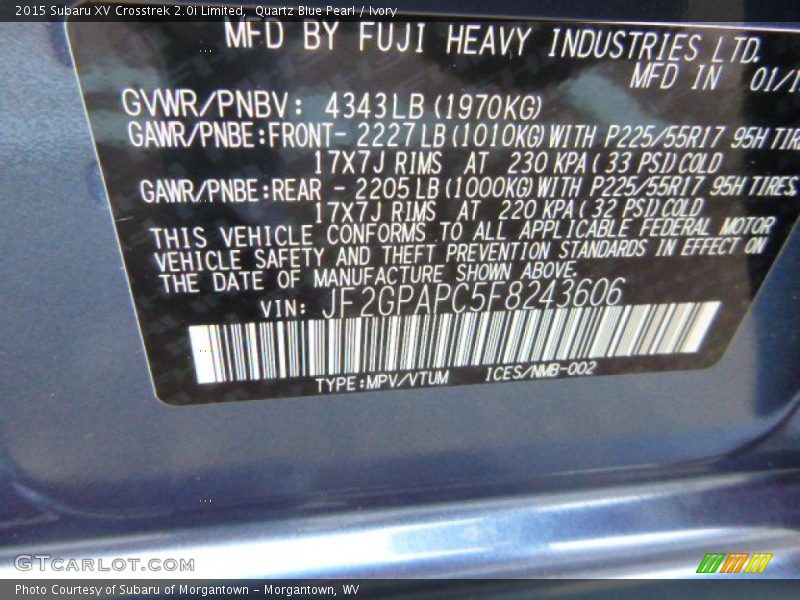 2015 Subaru XV Crosstrek 2.0i Limited, Quartz Blue Pearl / Ivory
MFD BY FUJI HEAVY INDUSTRIES LTD.
MFD IN 01/1
GVWR/PNBV: 4343LB(1970KG)
GAWR/PNBE:FRONT- 2227LB(1010KG)WITH P225/55R17 95H TIRE
17X7J RIMS AT 230 KPA(33 PSI)COLD
GAWR/PNBE:REAR - 2205LB(1000KG)WITH P225/55R17 95H TIRES
17X7J RIMS AT 220 KPA(32 PSI)COLD
THIS VEHICLE CONFORMS TO ALL APPLICABLE FEDERAL MOTOR
VEHICLE SAFETY AND THEFT PREVENTION STANDARDS IN EFFECT ON
THE DATE OF MANUFACTURE SHOWN ABOVE.
VIN: JF2GPAPC5F8243606
TYPE:MPV/VTUM ICES/NMB-002
GTCARLOT.COM
Photo Courtesy of Subaru of Morgantown - Morgantown, WV